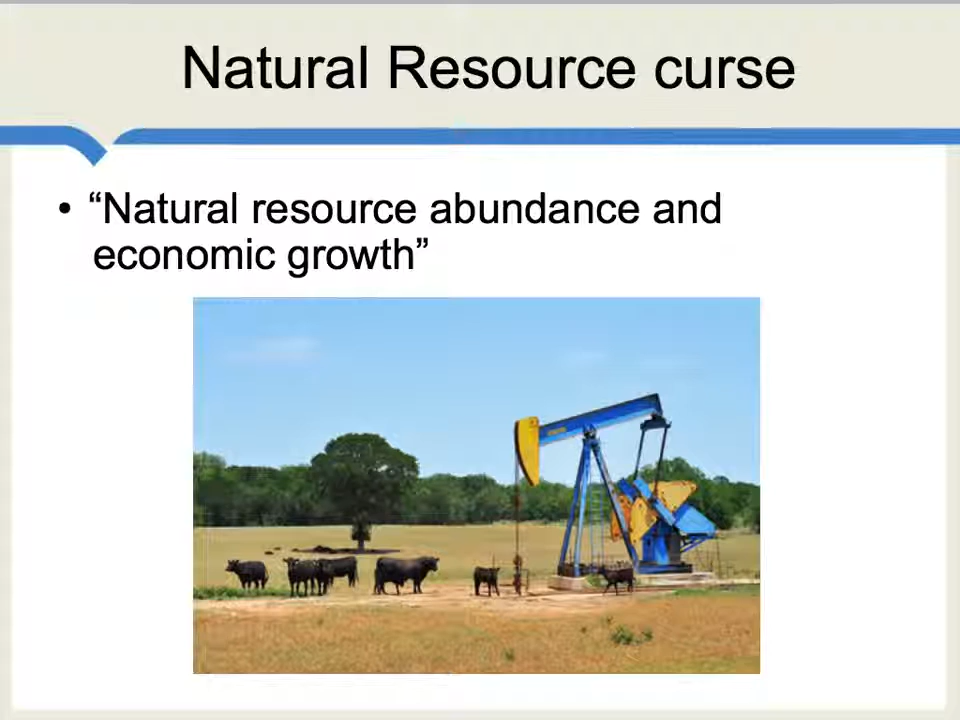 Natural Resource curse
• “Natural resource abundance and
economic growth”